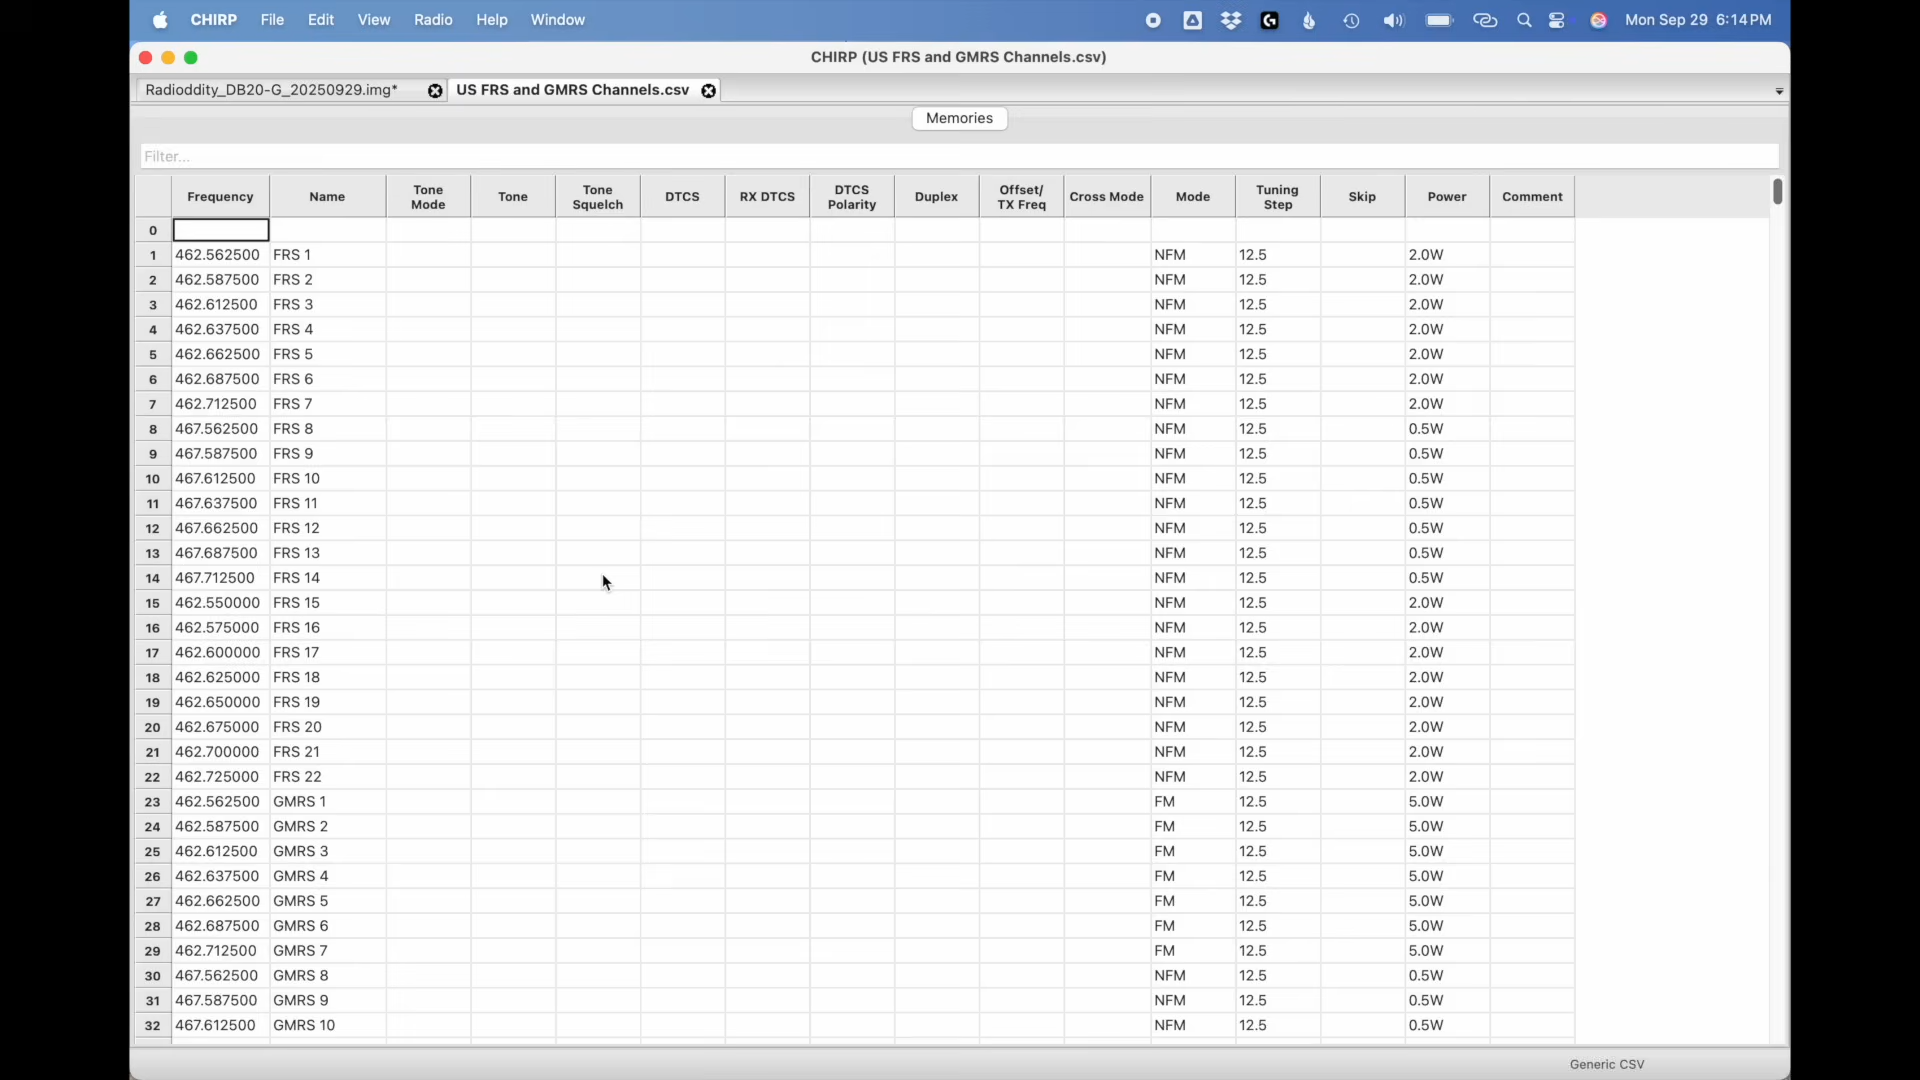 CHIRP File Edit View Radio Help Window Mon Sep 29 6:14 PM
CHIRP (US FRS and GMRS Channels.csv)
Radioddity_DB20-G_20250929.img* US FRS and GMRS Channels.csv
Memories
Filter...
Frequency Name Tone Mode Tone Tone Squelch DTCS RX DTCS DTCS Polarity Duplex Offset/ TX Freq Cross Mode Mode Tuning Step Skip Power Comment
0
1 462.562500 FRS 1 NFM 12.5 2.0W
2 462.587500 FRS 2 NFM 12.5 2.0W
3 462.612500 FRS 3 NFM 12.5 2.0W
4 462.637500 FRS 4 NFM 12.5 2.0W
5 462.662500 FRS 5 NFM 12.5 2.0W
6 462.687500 FRS 6 NFM 12.5 2.0W
7 462.712500 FRS 7 NFM 12.5 2.0W
8 467.562500 FRS 8 NFM 12.5 0.5W
9 467.587500 FRS 9 NFM 12.5 0.5W
10 467.612500 FRS 10 NFM 12.5 0.5W
11 467.637500 FRS 11 NFM 12.5 0.5W
12 467.662500 FRS 12 NFM 12.5 0.5W
13 467.687500 FRS 13 NFM 12.5 0.5W
14 467.712500 FRS 14 NFM 12.5 0.5W
15 462.550000 FRS 15 NFM 12.5 2.0W
16 462.575000 FRS 16 NFM 12.5 2.0W
17 462.600000 FRS 17 NFM 12.5 2.0W
18 462.625000 FRS 18 NFM 12.5 2.0W
19 462.650000 FRS 19 NFM 12.5 2.0W
20 462.675000 FRS 20 NFM 12.5 2.0W
21 462.700000 FRS 21 NFM 12.5 2.0W
22 462.725000 FRS 22 NFM 12.5 2.0W
23 462.562500 GMRS 1 FM 12.5 5.0W
24 462.587500 GMRS 2 FM 12.5 5.0W
25 462.612500 GMRS 3 FM 12.5 5.0W
26 462.637500 GMRS 4 FM 12.5 5.0W
27 462.662500 GMRS 5 FM 12.5 5.0W
28 462.687500 GMRS 6 FM 12.5 5.0W
29 462.712500 GMRS 7 FM 12.5 5.0W
30 467.562500 GMRS 8 NFM 12.5 0.5W
31 467.587500 GMRS 9 NFM 12.5 0.5W
32 467.612500 GMRS 10 NFM 12.5 0.5W
Generic CSV